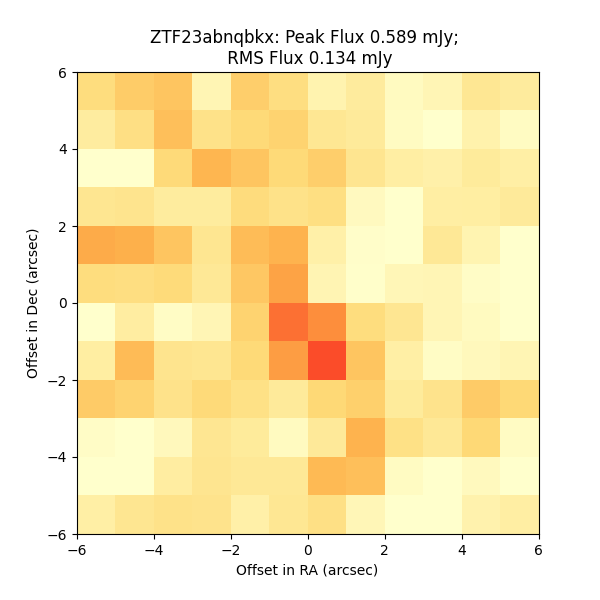 ZTF23abnqbkx: Peak Flux 0.589 mJy;
RMS Flux 0.134 mJy
6
4
2
0
−2
−4
−6
Offset in Dec (arcsec)
−6 −4 −2 0 2 4 6
Offset in RA (arcsec)